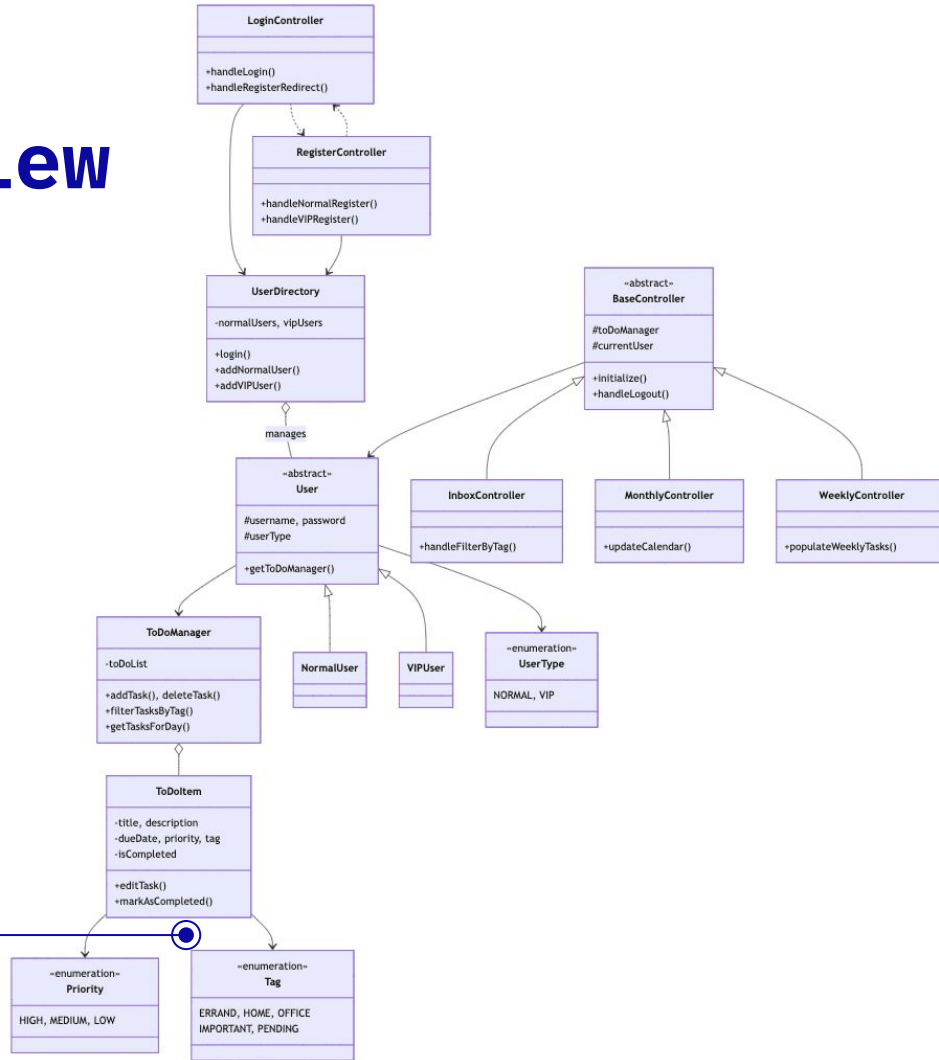 LoginController
+handleLogin()
+handleRegisterRedirect()
ew
RegisterController
+handleNormalRegister()
+handleVIPRegister()
UserDirectory
-normalUsers, vipUsers
+login()
+addNormalUser()
+addVIPUser()
«abstract»
BaseController
#toDoManager
#currentUser
+initialize()
+handleLogout()
manages
«abstract»
User
#username, password
#userType
+getToDoManager()
InboxController
+handleFilterByTag()
MonthlyController
+updateCalendar()
WeeklyController
+populateWeeklyTasks()
ToDoManager
-toDoList
+addTask(), deleteTask()
+filterTasksByTag()
+getTasksForDay()
NormalUser
VIPUser
«enumeration»
UserType
NORMAL, VIP
ToDoItem
-title, description
-dueDate, priority, tag
-isCompleted
+editTask()
+markAsCompleted()
«enumeration»
Priority
HIGH, MEDIUM, LOW
«enumeration»
Tag
ERRAND, HOME, OFFICE
IMPORTANT, PENDING